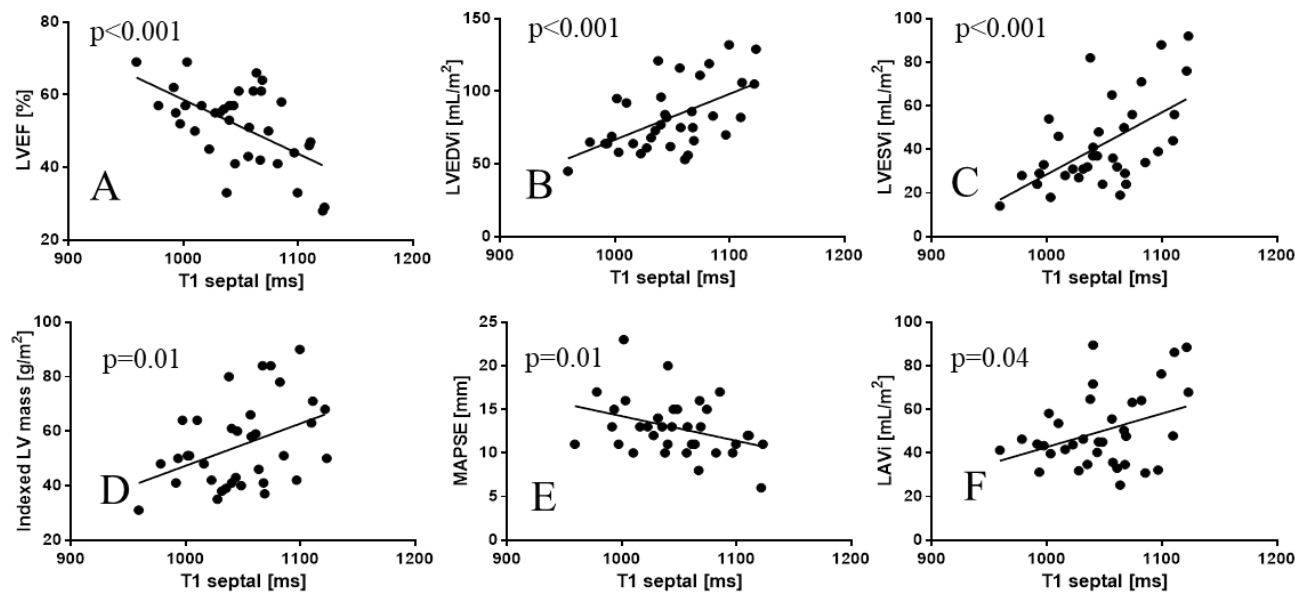 p<0.001
LVEF [%]
80
60
40
20
A
900 1000 1100 1200
T1 septal [ms]
p<0.001
LVEDVi [mL/m²]
150
100
50
0
B
900 1000 1100 1200
T1 septal [ms]
p<0.001
LVESVi [mL/m²]
100
80
60
40
20
0
C
900 1000 1100 1200
T1 septal [ms]
p=0.01
Indexed LV mass [g/m²]
100
80
60
40
20
D
900 1000 1100 1200
T1 septal [ms]
p=0.01
MAPSE [mm]
25
20
15
10
5
0
E
900 1000 1100 1200
T1 septal [ms]
p=0.04
LAVi [mL/m²]
100
80
60
40
20
0
F
900 1000 1100 1200
T1 septal [ms]